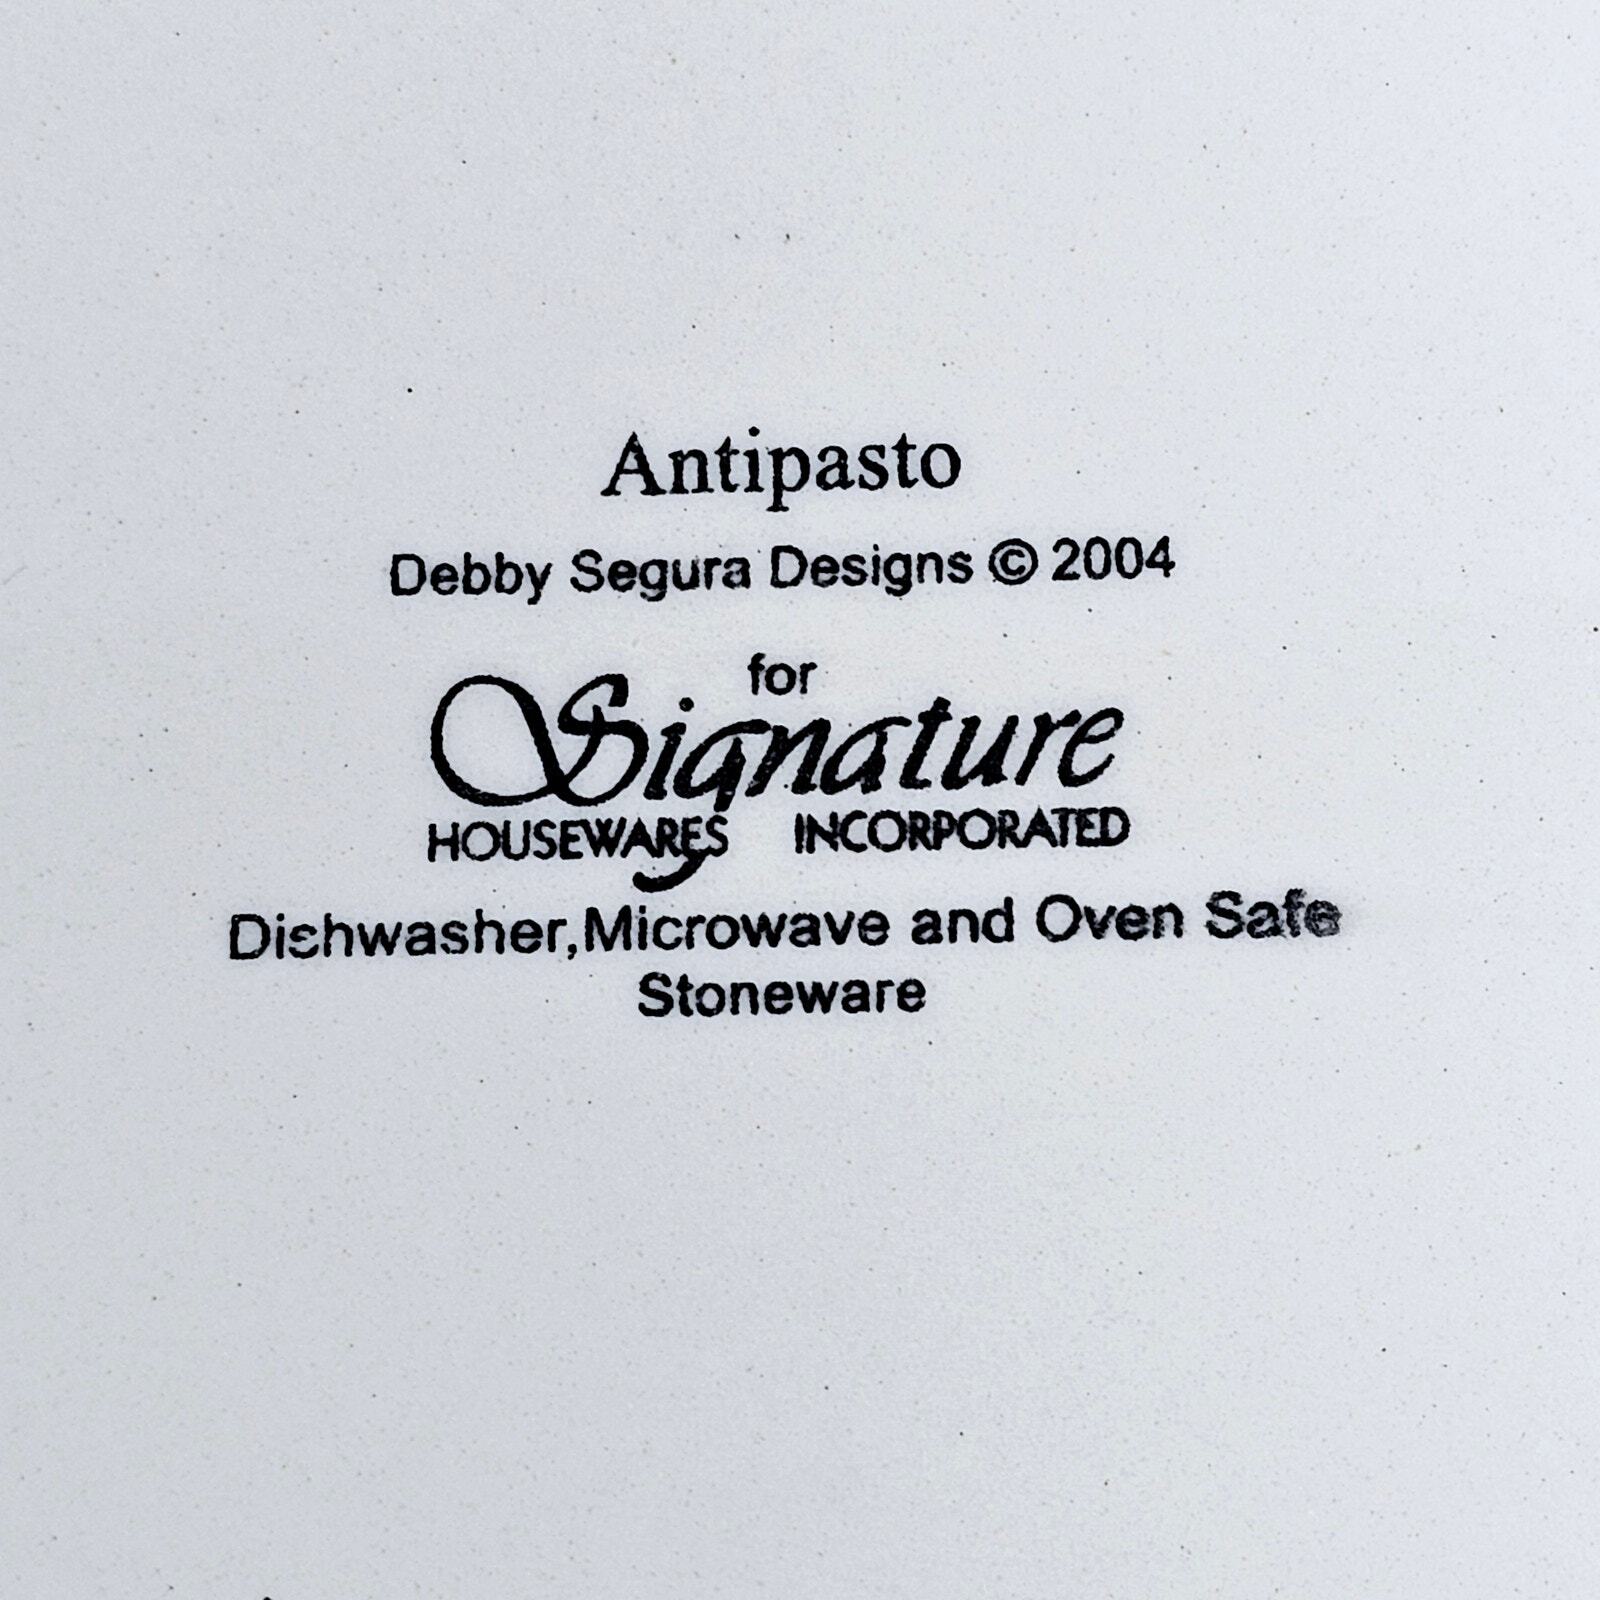 Antipasto
Debby Segura Designs © 2004
for
Signature
HOUSEWARES INCORPORATED
Dishwasher,Microwave and Oven Safe
Stoneware